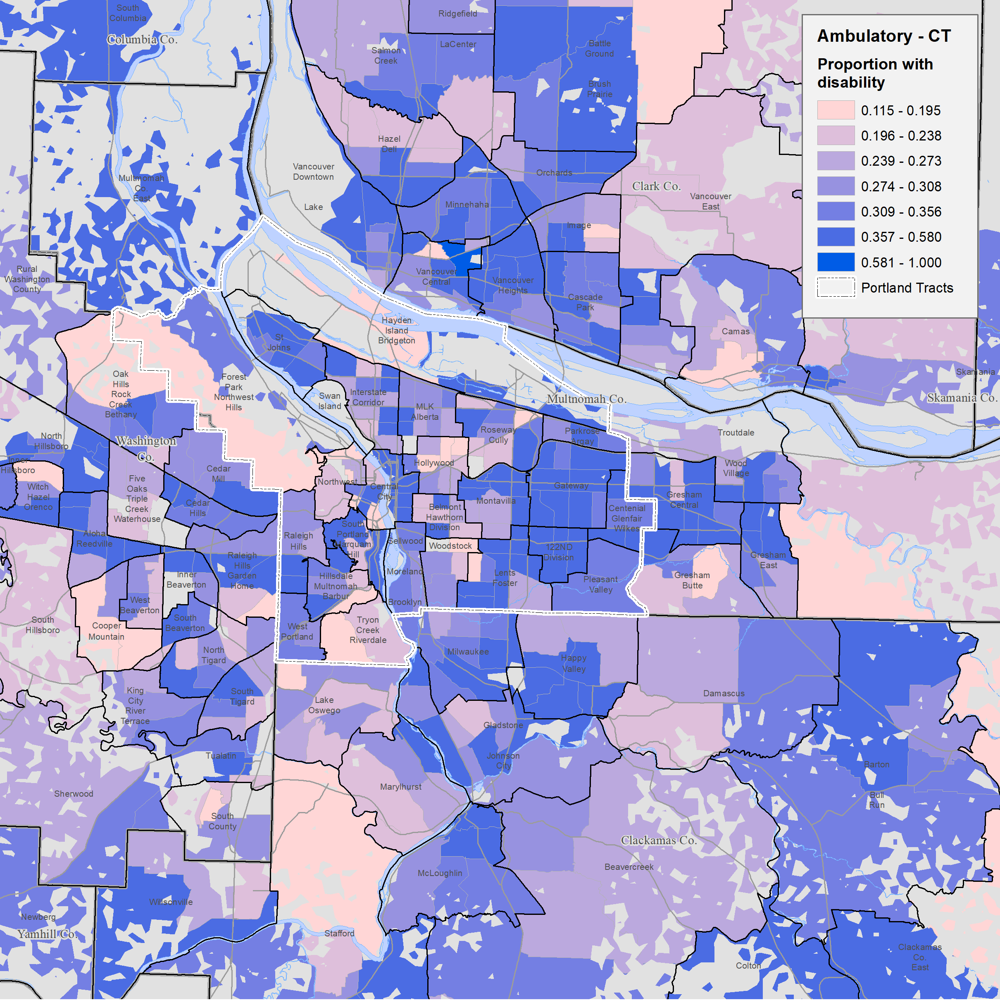 Ambulatory - CT
Proportion with
disability
0.115 - 0.195
0.196 - 0.238
0.239 - 0.273
0.274 - 0.308
0.309 - 0.356
0.357 - 0.580
0.581 - 1.000
Portland Tracts
South
Columbia
Columbia Co.
Ridgefield
LaCenter
Salmon
Creek
Battle
Ground
Brush
Prairie
Hazel
Dell
Vancouver
Downtown
Lake
Orchards
Clark Co.
Vancouver
East
Multnomah
Co.
East
Minnehaha
Image
Rural
Washington
County
Vancouver
Central
Vancouver
Heights
Cascade
Park
Camas
Hayden
Island
Bridgeton
St
Johns
Skamania
Skamania Co.
Oak
Hills
Rock
Creek
Bethany
Forest
Park
Northwest
Hills
Swan
Island
Interstate
Corridor
MLK
Alberta
Multnomah Co.
Roseway
Cully
Parkrose
Argay
Troutdale
North
Hillsboro
Washington
Co.
Inner
Hillsboro
Hollywood
Wood
Village
Cedar
Mill
Five
Oaks
Triple
Creek
Waterhouse
Witch
Hazel
Orenco
Northwest
Central
City
Gateway
Gresham
Central
Montavilla
Cedar
Hills
Belmont
Hawthorn
Division
Centenial
Glenfair
Wilkes
Aloha
Reedville
Raleigh
Hills
South
Portland
Marquam
Hill
Sellwood
Woodstock
122ND
Division
Gresham
East
Raleigh
Hills
Garden
Home
Inner
Beaverton
Hillsdale
Multnomah
Barbur
Moreland
Lents
Foster
Pleasant
Valley
Gresham
Butte
West
Beaverton
Brooklyn
South
Hillsboro
Cooper
Mountain
South
Beaverton
West
Portland
Tryon
Creek
Riverdale
North
Tigard
Milwaukee
Happy
Valley
Damascus
King
City
River
Terrace
South
Tigard
Lake
Oswego
Gladstone
Tualatin
Johnson
City
Barton
Sherwood
Marylhurst
Bull
Run
South
County
Clackamas Co.
Beavercreek
McLoughlin
Willsonville
Newberg
Yamhill Co.
Stafford
Clackamas
Co.
East
Colton